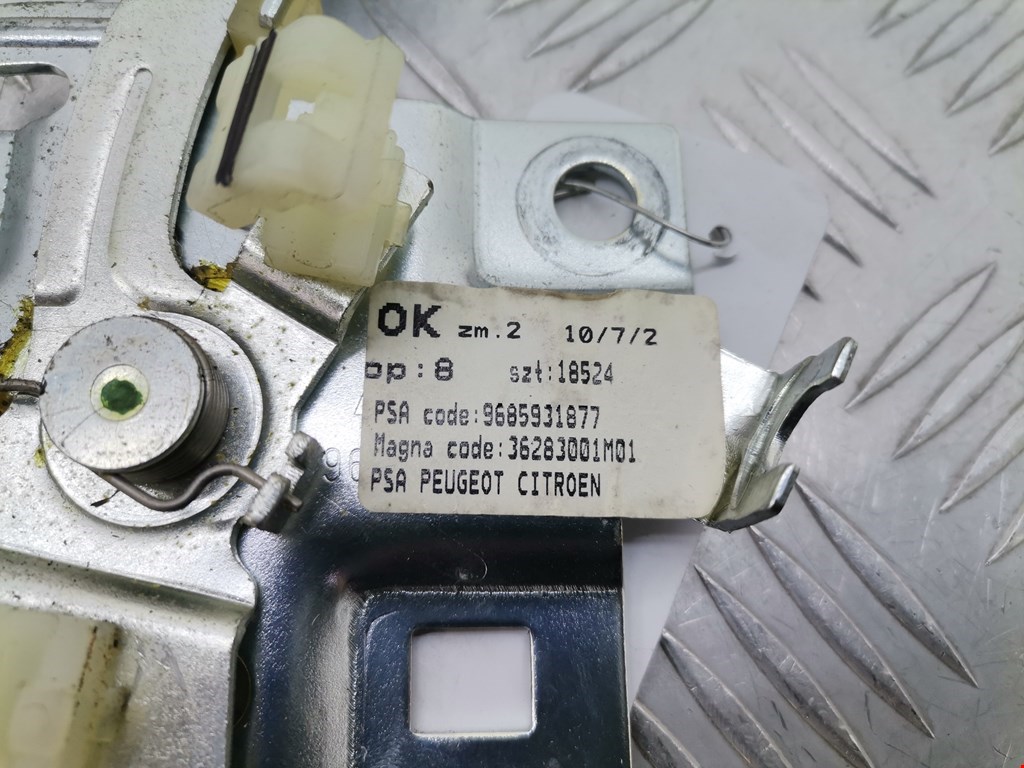 OK zm.2 10/7/2
op:8 szt:18524
PSA code:9685931877
Magna code:36283001M01
PSA PEUGEOT CITROEN
96